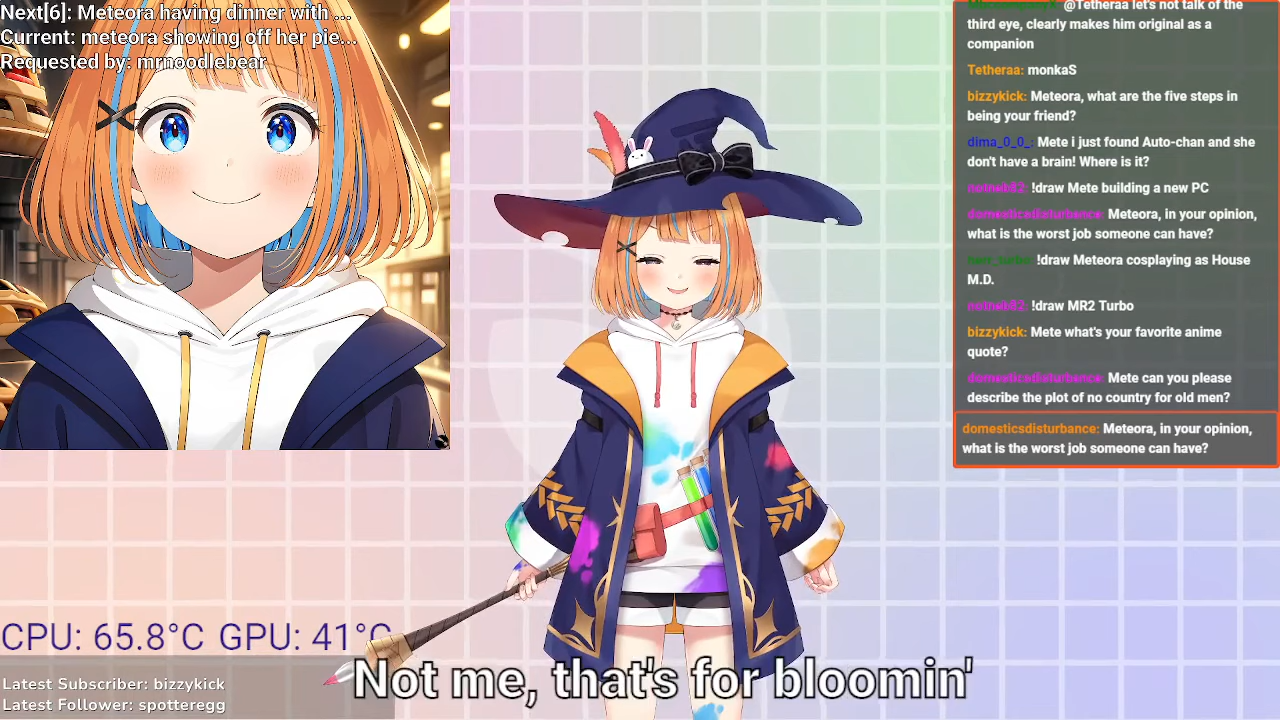 Next[6]: Meteora having dinner with ...
Current: meteora showing off her pie...
Requested by: mrnoodlebear
@Tetheraa let's not talk of the
third eye, clearly makes him original as a
companion
Tetheraa: monkaS
bizzykick: Meteora, what are the five steps in
being your friend?
dima_0_0_: Mete i just found Auto-chan and she
don't have a brain! Where is it?
!draw Mete building a new PC
domesticsdisturbance: Meteora, in your opinion,
what is the worst job someone can have?
!draw Meteora cosplaying as House
M.D.
!draw MR2 Turbo
bizzykick: Mete what's your favorite anime
quote?
domesticsdisturbance: Mete can you please
describe the plot of no country for old men?
domesticsdisturbance: Meteora, in your opinion,
what is the worst job someone can have?
CPU: 65.8°C GPU: 41°C
Not me, that's for bloomin'
Latest Subscriber: bizzykick
Latest Follower: spotteregg